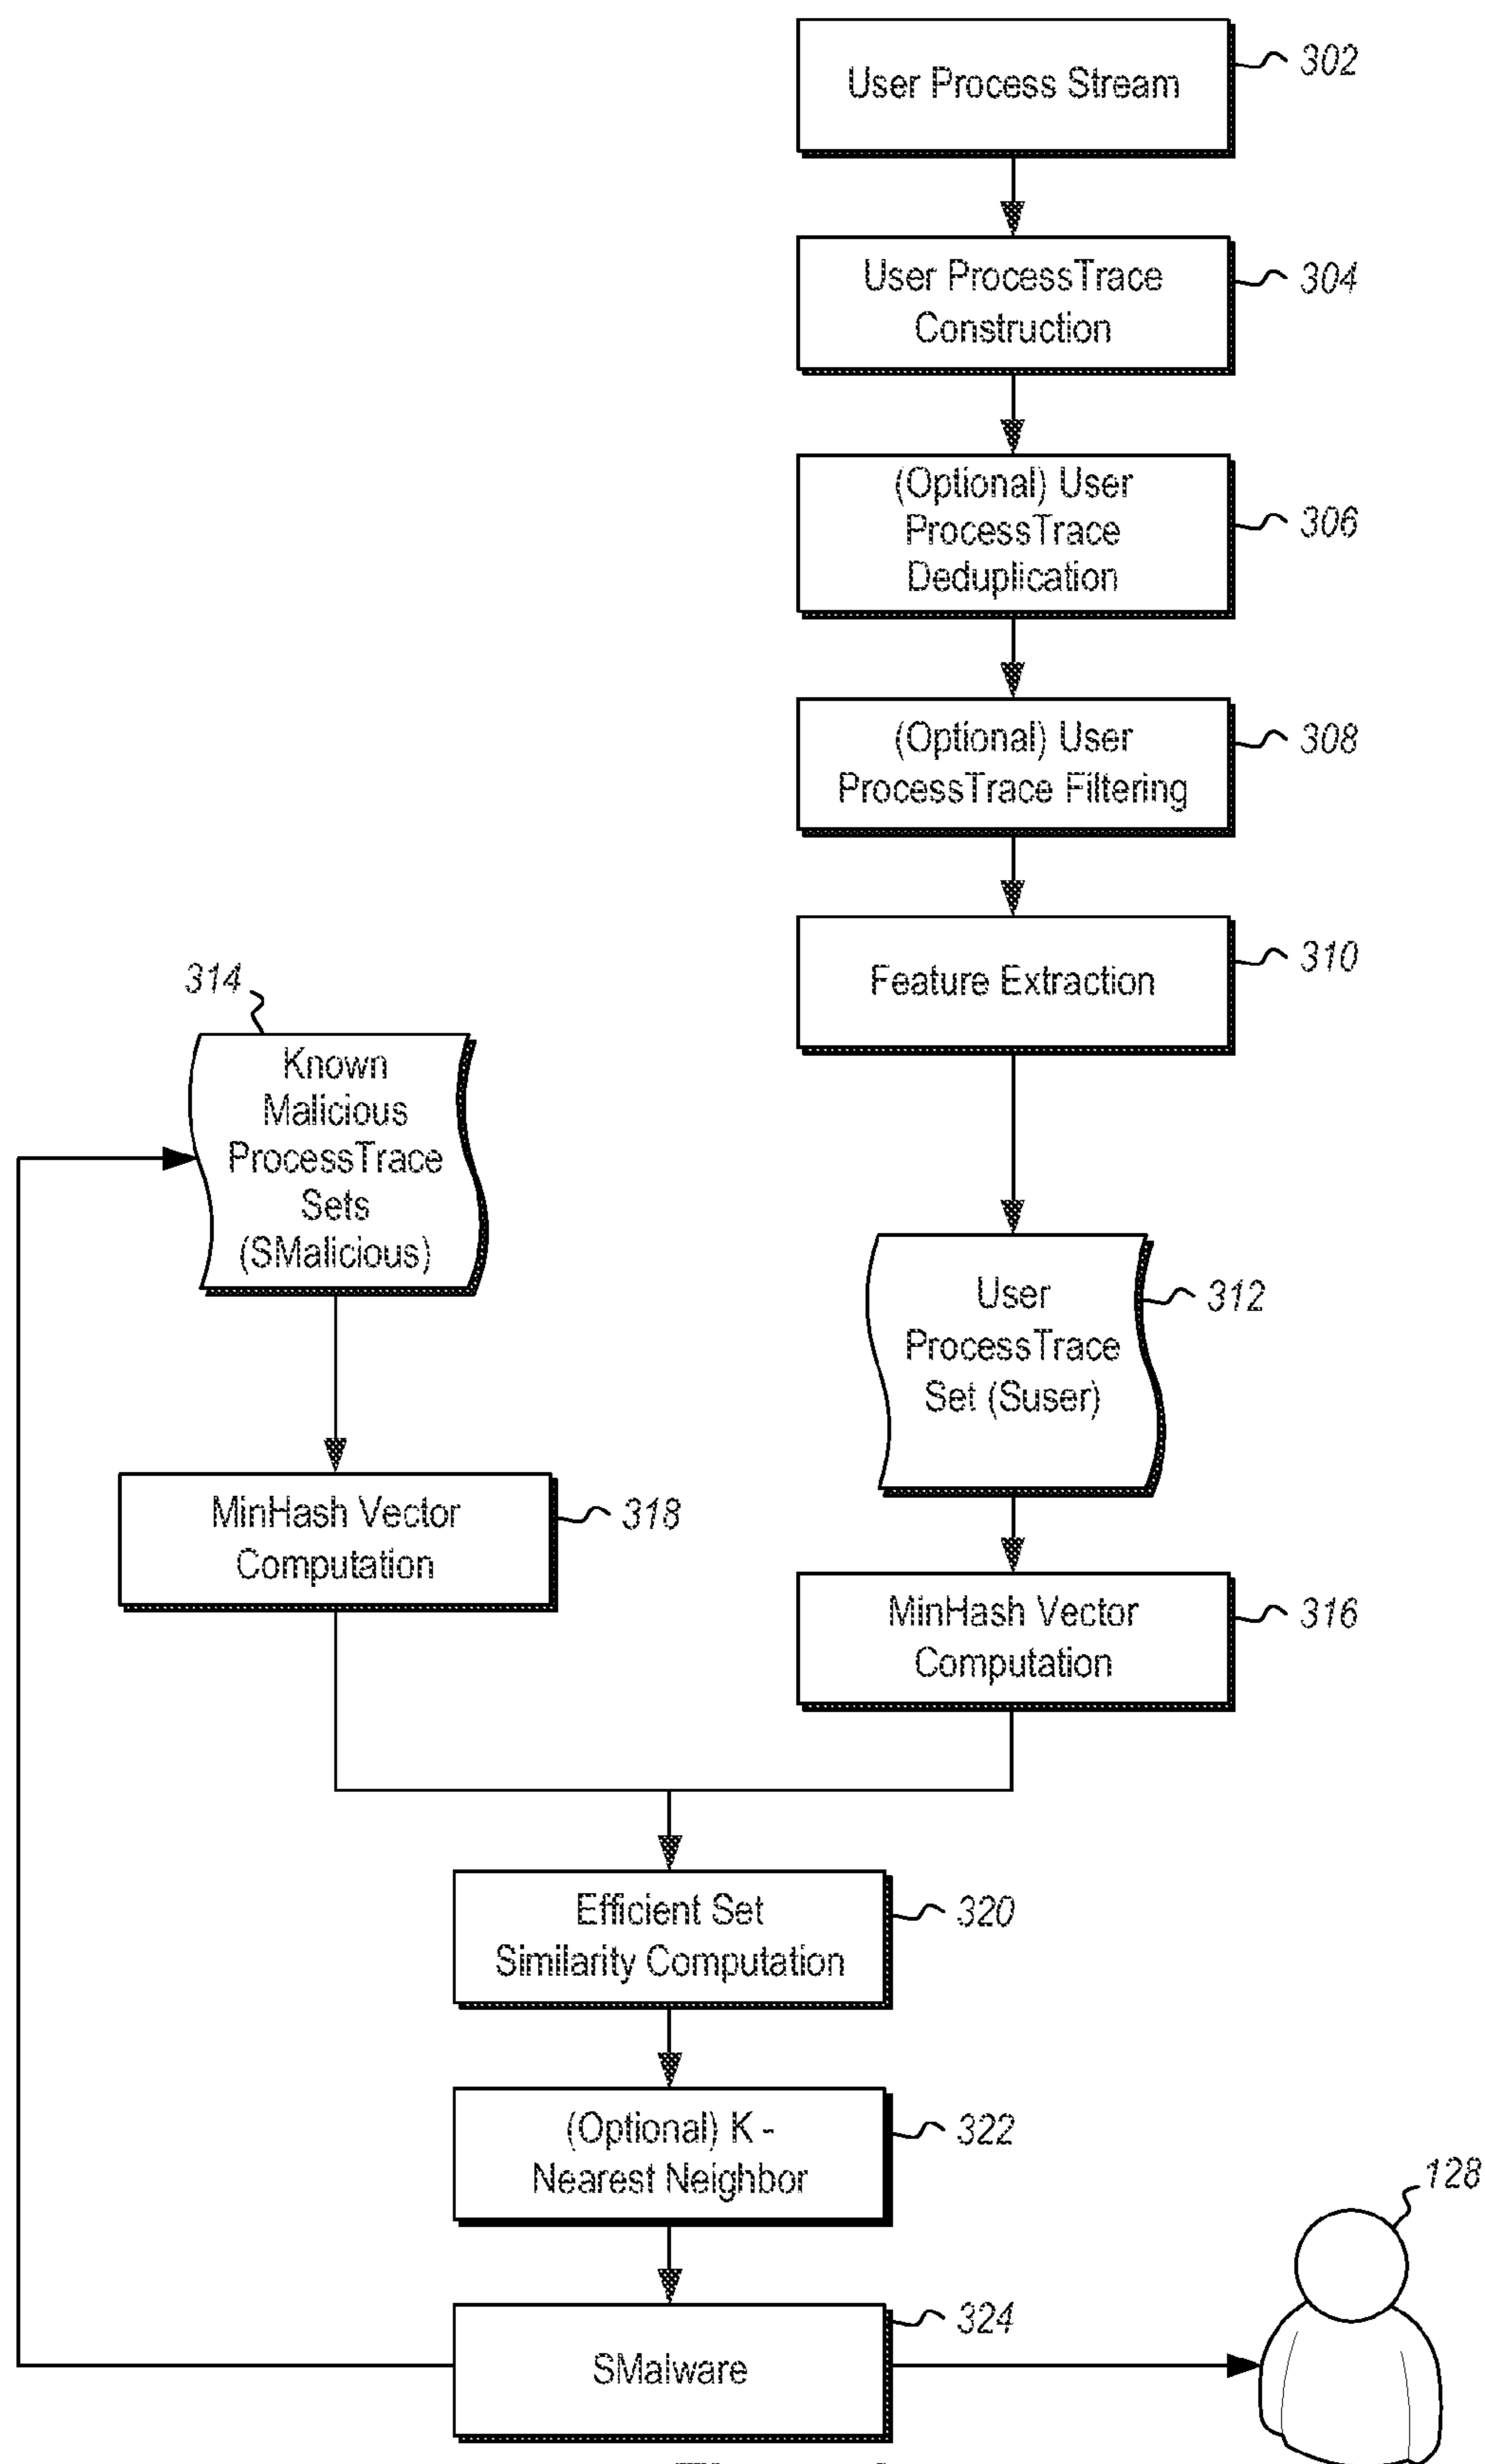 User Process Stream
302
User ProcessTrace
Construction
304
(Optional) User
ProcessTrace
Deduplication
306
(Optional) User
ProcessTrace Filtering
308
Feature Extraction
310
314
Known
Malicious
ProcessTrace
Sets
(SMalicious)
User
ProcessTrace
Set (Suser)
312
MinHash Vector
Computation
318
MinHash Vector
Computation
316
Efficient Set
Similarity Computation
320
(Optional) K -
Nearest Neighbor
322
128
SMalware
324